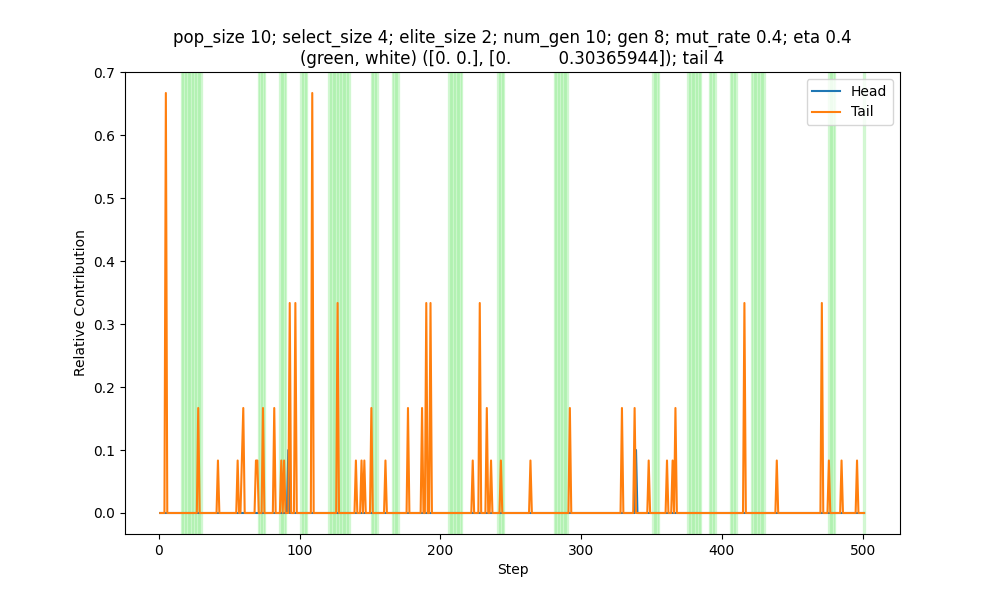 pop_size 10; select_size 4; elite_size 2; num_gen 10; gen 8; mut_rate 0.4; eta 0.4
(green, white) ([0. 0.], [0.         0.30365944]); tail 4
Head
Tail
0.7
0.6
0.5
0.4
0.3
0.2
0.1
0.0
Relative Contribution
0
100
200
300
400
500
Step